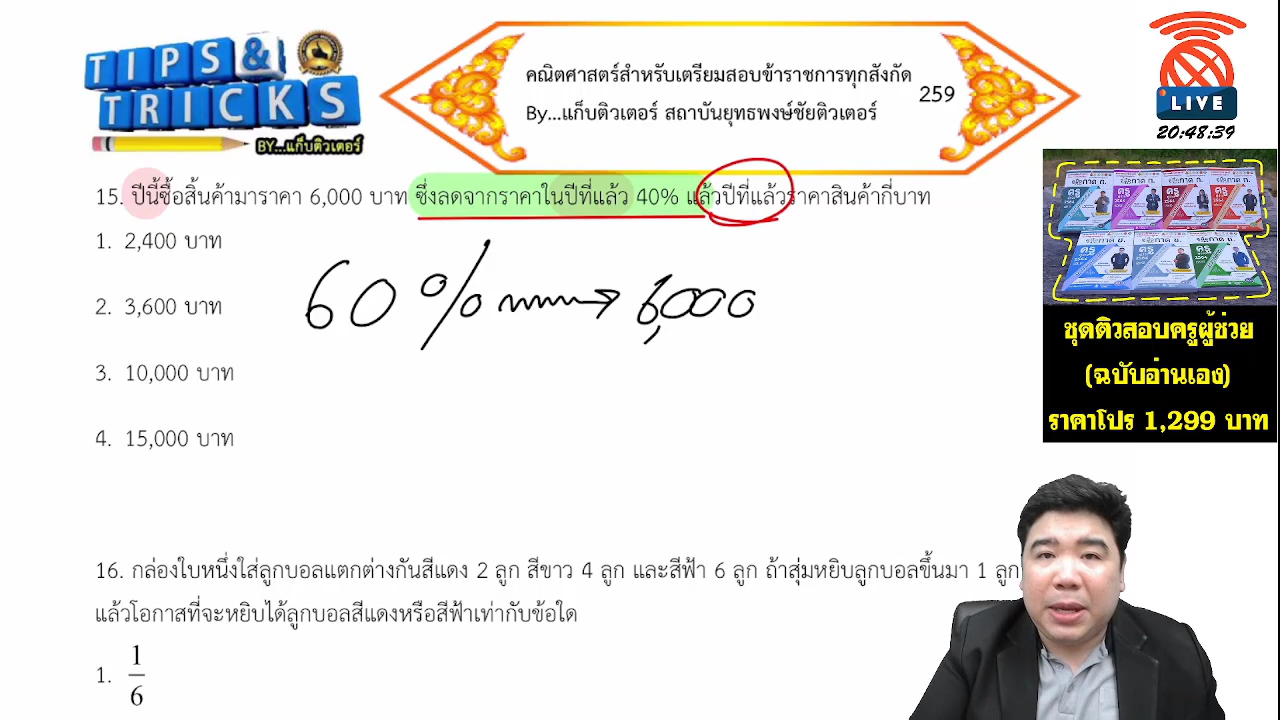 TIPS &
TRICKS
BY...แก็บติวเตอร์
คณิตศาสตร์สำหรับเตรียมสอบข้าราชการทุกสังกัด
By...แก็บติวเตอร์ สถาบันยุทธพงษ์ชัยติวเตอร์
259
LIVE
20:48:39
15. ปีนี้ซื้อสิ้นค้ามาราคา 6,000 บาท ซึ่งลดจากราคาในปีที่แล้ว 40% แล้วปีที่แล้วราคาสินค้ากี่บาท
1. 2,400 บาท
2. 3,600 บาท
3. 10,000 บาท
4. 15,000 บาท
60% → 6,000
ชุดติวสอบครูผู้ช่วย
(ฉบับอ่านเอง)
ราคาโปร 1,299 บาท
16. กล่องใบหนึ่งใส่ลูกบอลแตกต่างกันสีแดง 2 ลูก สีขาว 4 ลูก และสีฟ้า 6 ลูก ถ้าสุ่มหยิบลูกบอลขึ้นมา 1 ลูก
แล้วโอกาสที่จะหยิบได้ลูกบอลสีแดงหรือสีฟ้าเท่ากับข้อใด
1. 1/6